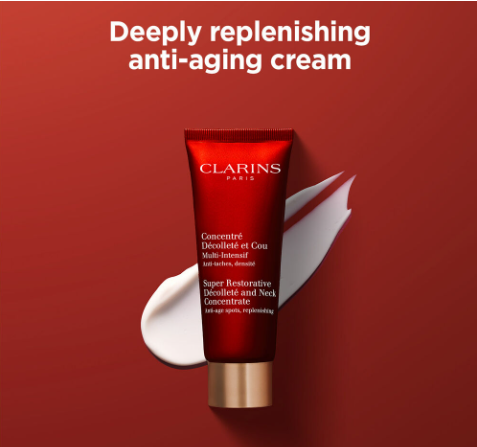 Deeply replenishing
anti-aging cream
CLARINS
PARIS
Concentré
Décolleté et Cou
Multi-Intensif
Anti-taches, densité
Super Restorative
Décolleté and Neck
Concentrate
Anti-age spots, replenishing